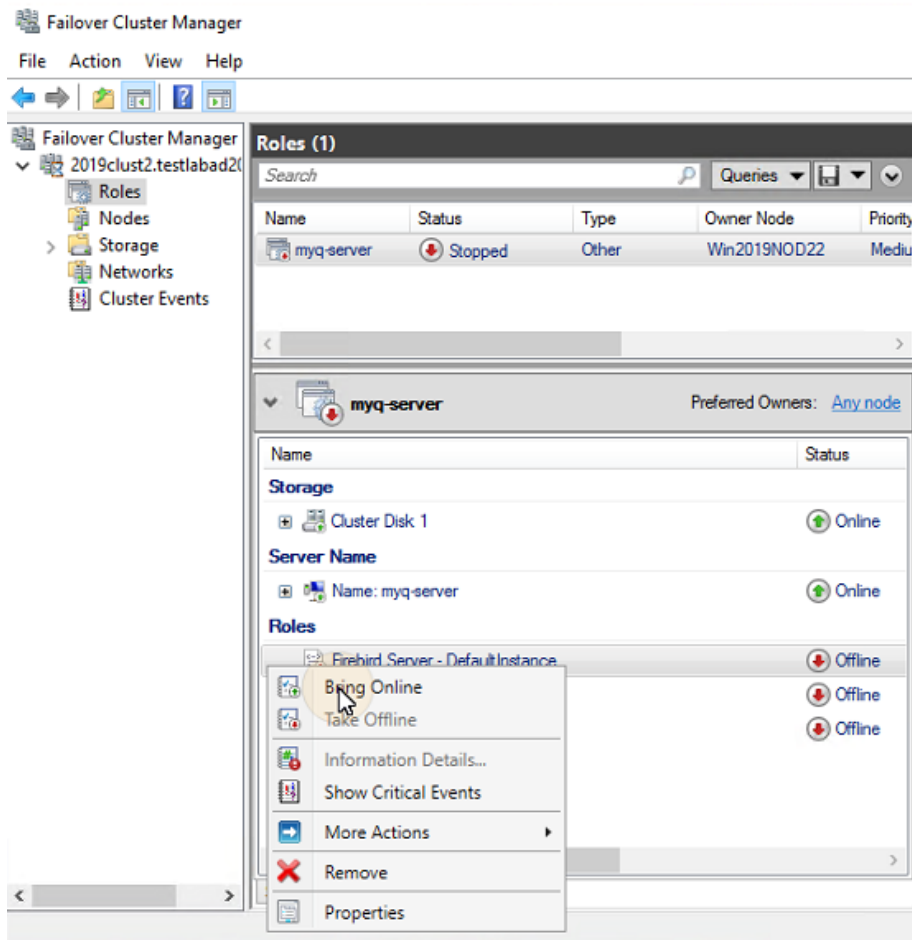 Failover Cluster Manager
File Action View Help
Failover Cluster Manager
2019clust2.testlabad20
Roles
Nodes
Storage
Networks
Cluster Events
Roles (1)
Search
Queries
Name Status Type Owner Node Priority
myq-server Stopped Other Win2019NOD22 Mediu
myq-server Preferred Owners: Any node
Name Status
Storage
Cluster Disk 1 Online
Server Name
Name: myq-server Online
Roles
Firebird Server - DefaultInstance Offline
Offline
Offline
Bring Online
Take Offline
Information Details...
Show Critical Events
More Actions
Remove
Properties